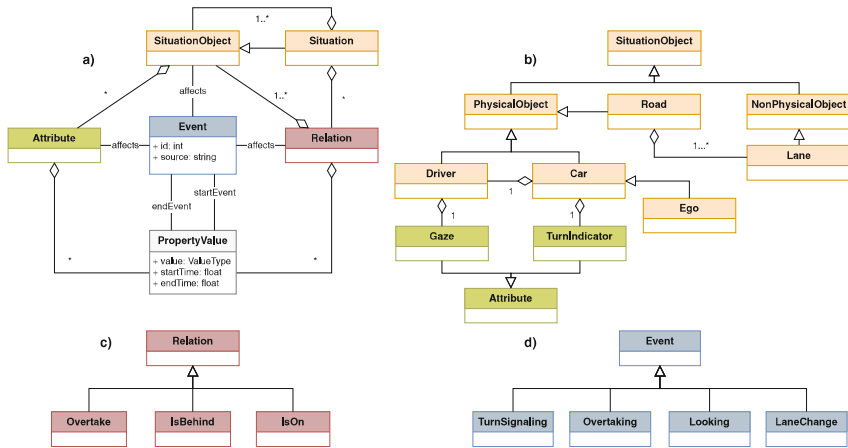 a)
1..*
SituationObject
Situation
*
affects
1..*
*
Event
+ id: int
+ source: string
Attribute
affects
affects
Relation
startEvent
endEvent
PropertyValue
+ value: ValueType
+ startTime: float
+ endTime: float
*
*
b)
SituationObject
PhysicalObject
Road
NonPhysicalObject
1...*
Lane
Driver
1
Car
Ego
1
1
Gaze
TurnIndicator
Attribute
c)
Relation
Overtake
IsBehind
IsOn
d)
Event
TurnSignaling
Overtaking
Looking
LaneChange